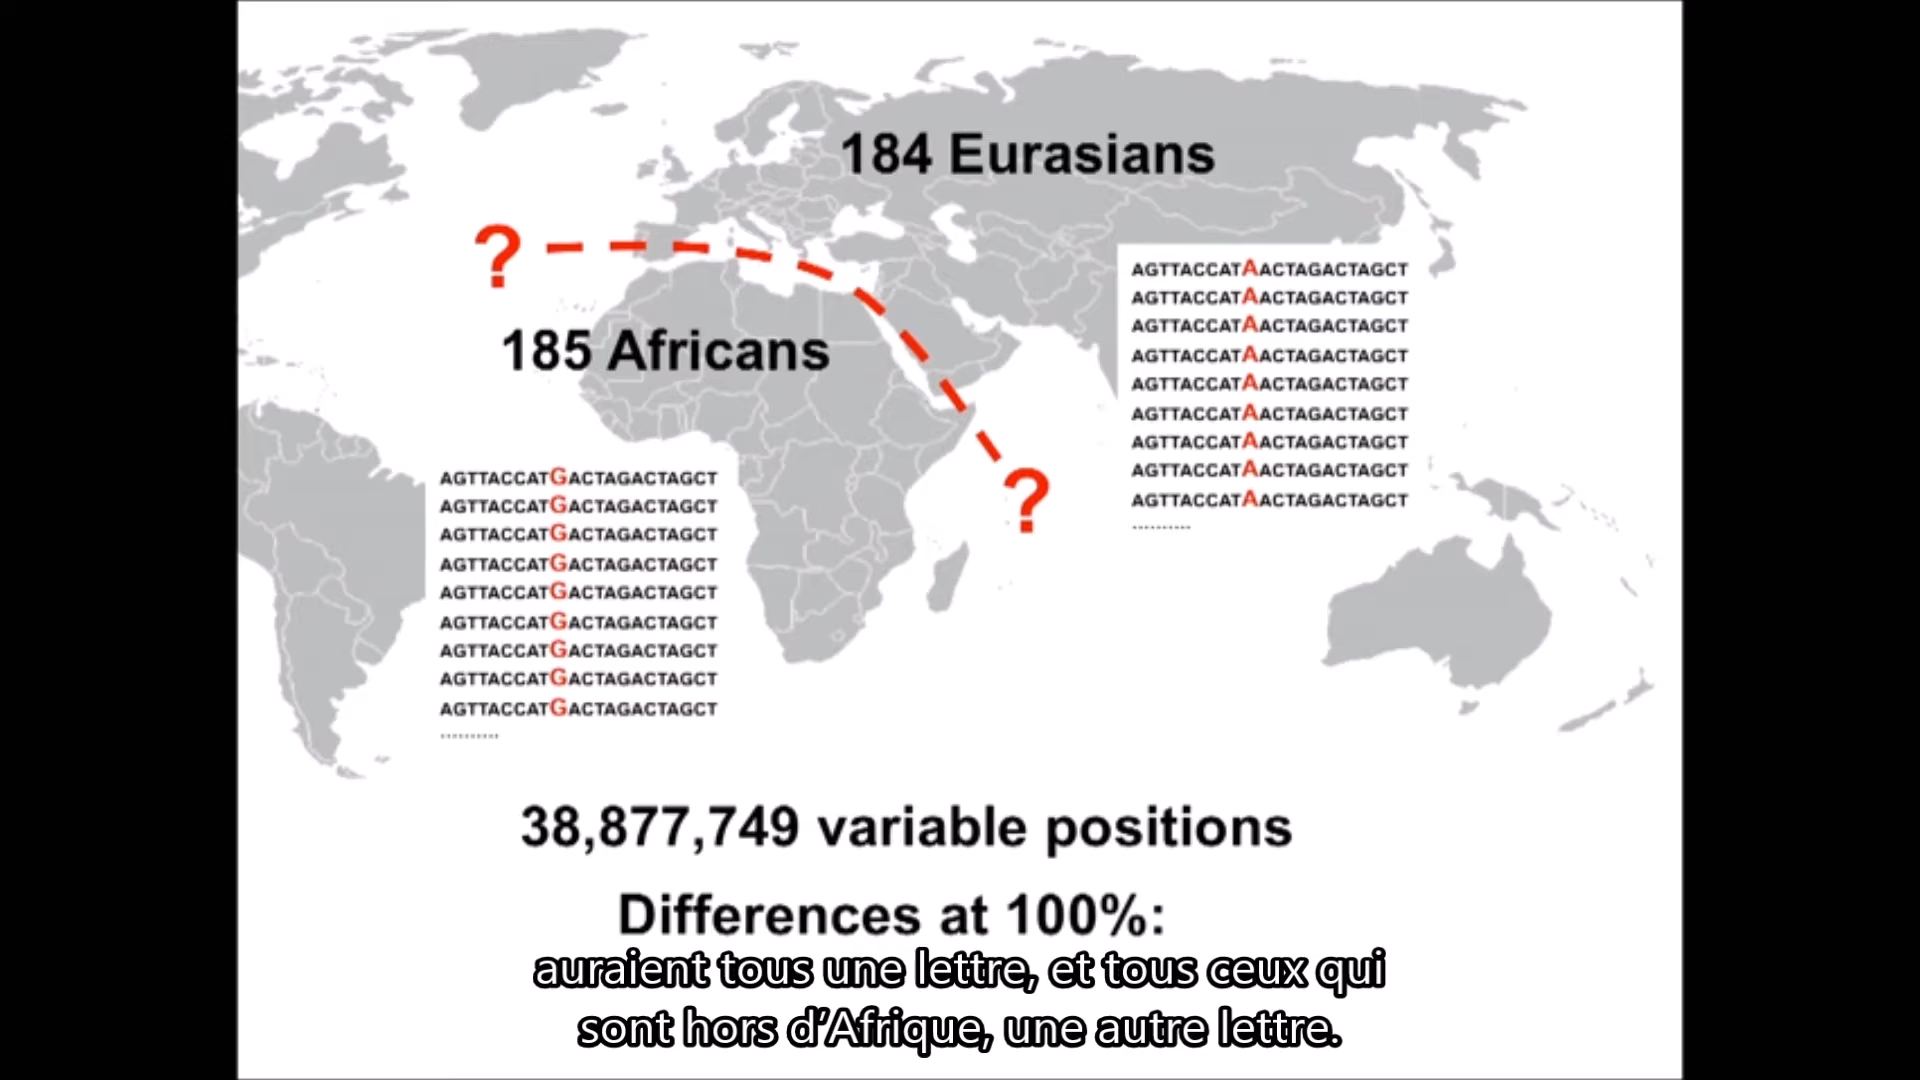 184 Eurasians
?
185 Africans
AGTTACCATAACTAGACTAGCT
AGTTACCATAACTAGACTAGCT
AGTTACCATAACTAGACTAGCT
AGTTACCATAACTAGACTAGCT
AGTTACCATAACTAGACTAGCT
AGTTACCATAACTAGACTAGCT
AGTTACCATAACTAGACTAGCT
AGTTACCATAACTAGACTAGCT
AGTTACCATAACTAGACTAGCT
..........
?
AGTTACCATGACTAGACTAGCT
AGTTACCATGACTAGACTAGCT
AGTTACCATGACTAGACTAGCT
AGTTACCATGACTAGACTAGCT
AGTTACCATGACTAGACTAGCT
AGTTACCATGACTAGACTAGCT
AGTTACCATGACTAGACTAGCT
AGTTACCATGACTAGACTAGCT
AGTTACCATGACTAGACTAGCT
..........
38,877,749 variable positions
Differences at 100%:
auraient tous une lettre, et tous ceux qui
sont hors d’Afrique, une autre lettre.